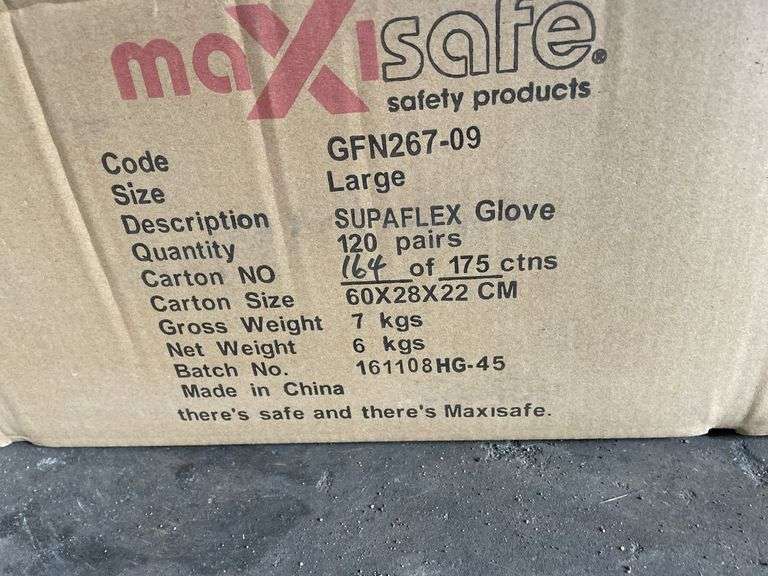 maxisafe®
safety products
Code GFN267-09
Size Large
Description SUPAFLEX Glove
Quantity 120 pairs
Carton NO 164 of 175 ctns
Carton Size 60X28X22 CM
Gross Weight 7 kgs
Net Weight 6 kgs
Batch No. 161108HG-45
Made in China
there's safe and there's Maxisafe.